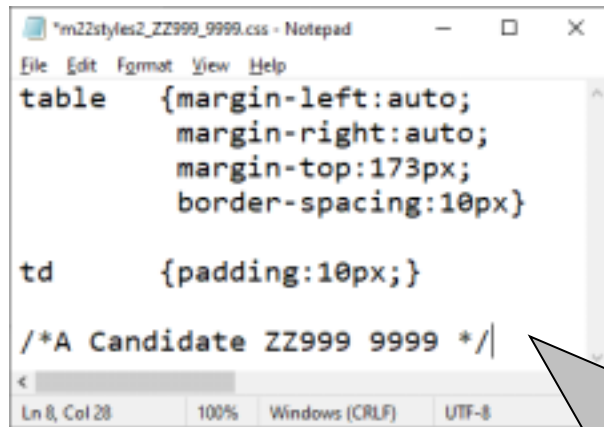 *m22styles2_ZZ999_9999.css - Notepad
File Edit Format View Help
table {margin-left:auto;
margin-right:auto;
margin-top:173px;
border-spacing:10px}
td {padding:10px;}
/*A Candidate ZZ999 9999 */
Ln 8, Col 28 100% Windows (CRLF) UTF-8